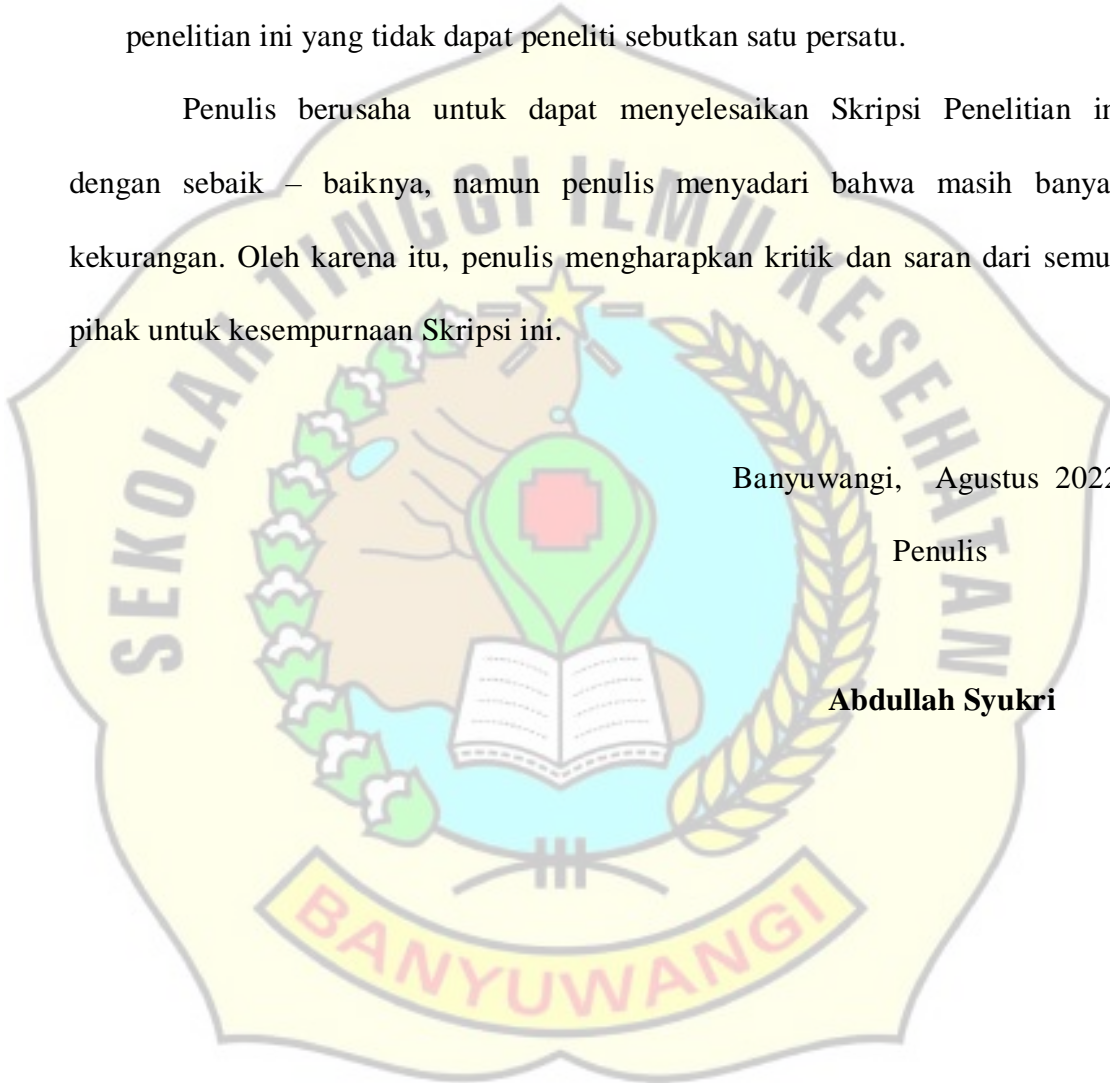 penelitian ini yang tidak dapat peneliti sebutkan satu persatu.
Penulis berusaha untuk dapat menyelesaikan Skripsi Penelitian in
dengan sebaik – baiknya, namun penulis menyadari bahwa masih banya
kekurangan. Oleh karena itu, penulis mengharapkan kritik dan saran dari semu
pihak untuk kesempurnaan Skripsi ini.
Banyuwangi, Agustus 2022
Penulis
Abdullah Syukri
SEKOLAH TINGGI ILMU KESEHATAN
BANYUWANGI